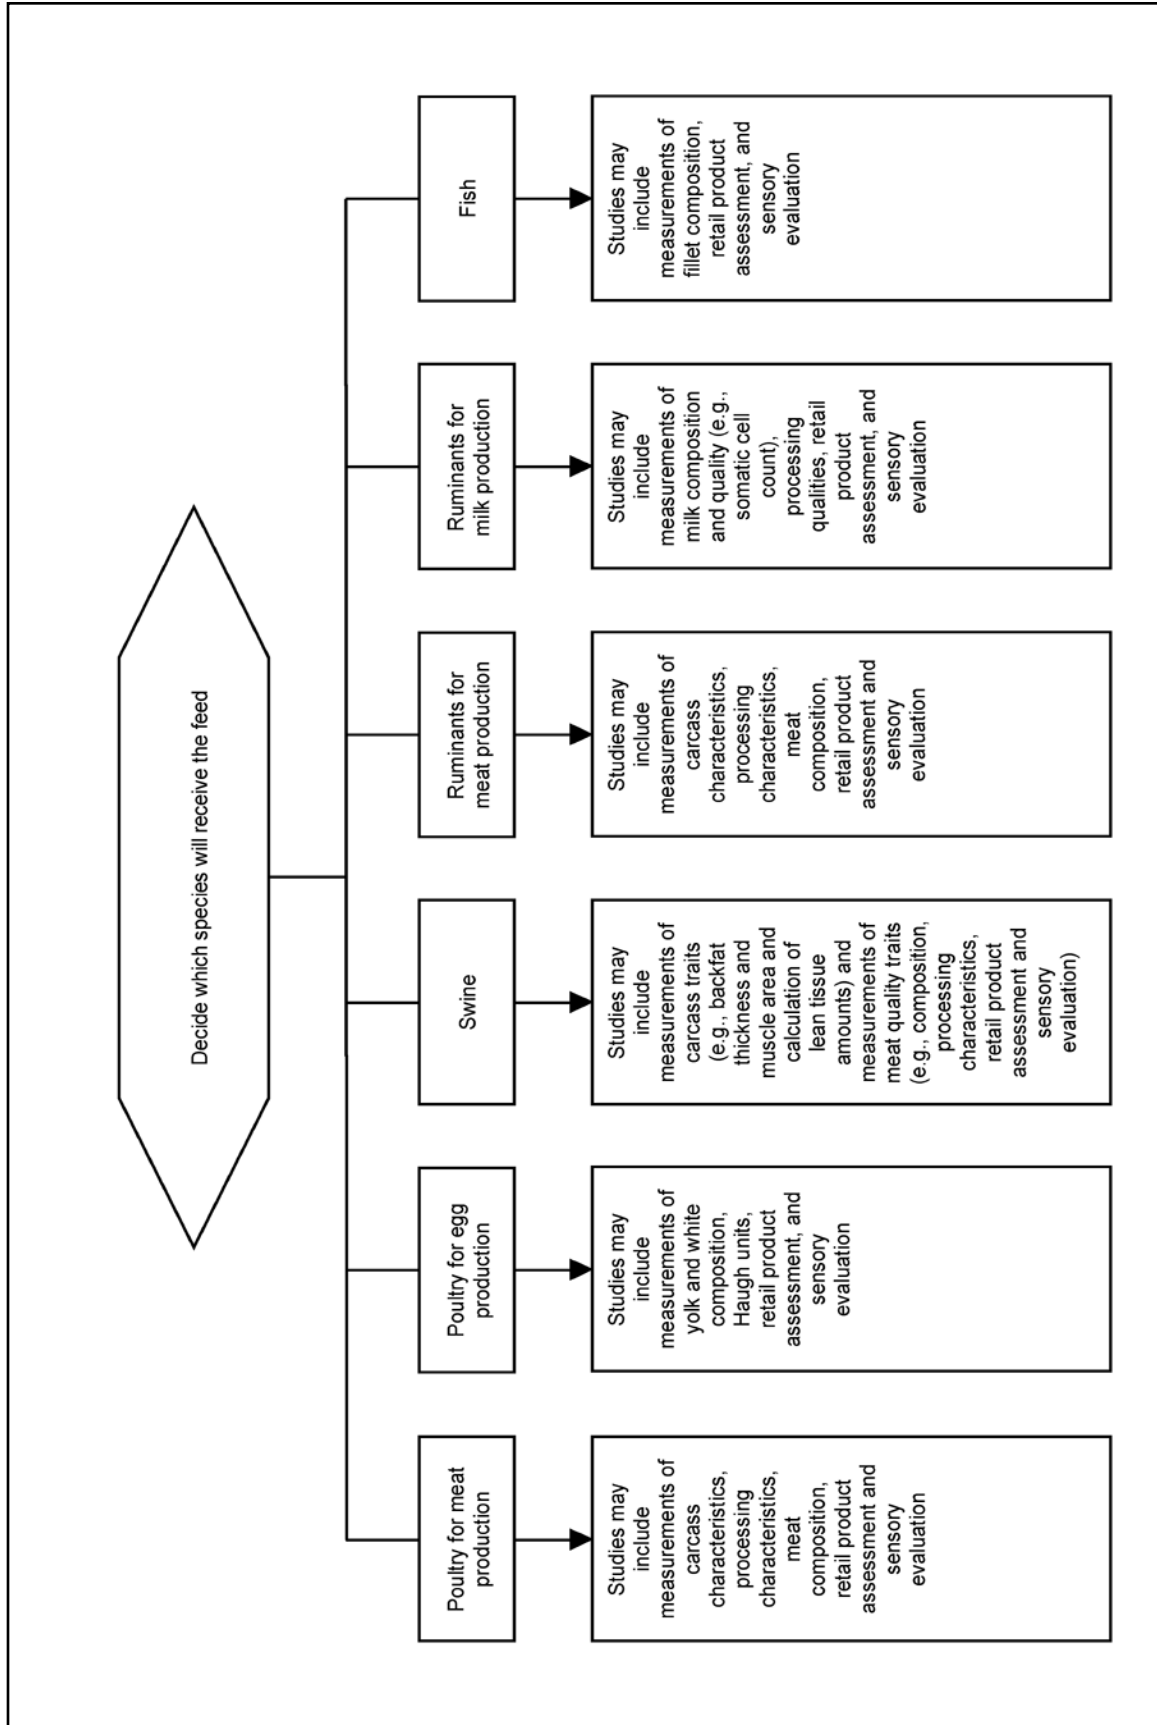 Decide which species will receive the feed
Poultry for meat
production
Poultry for egg
production
Swine
Ruminants for
meat production
Ruminants for
milk production
Fish
Studies may
include
measurements of
carcass
characteristics,
processing
characteristics,
meat
composition,
retail product
assessment and
sensory
evaluation
Studies may
include
measurements of
yolk and white
composition,
Haugh units,
retail product
assessment, and
sensory
evaluation
Studies may
include
measurements of
carcass traits
(e.g., backfat
thickness and
muscle area and
calculation of
lean tissue
amounts) and
measurements of
meat quality traits
(e.g., composition,
processing
characteristics,
retail product
assessment and
sensory
evaluation)
Studies may
include
measurements of
carcass
characteristics,
processing
characteristics,
meat
composition,
retail product
assessment and
sensory
evaluation
Studies may
include
measurements of
milk composition
and quality (e.g.,
somatic cell
count),
processing
qualities, retail
product
assessment, and
sensory
evaluation
Studies may
include
measurements of
fillet composition,
retail product
assessment, and
sensory
evaluation